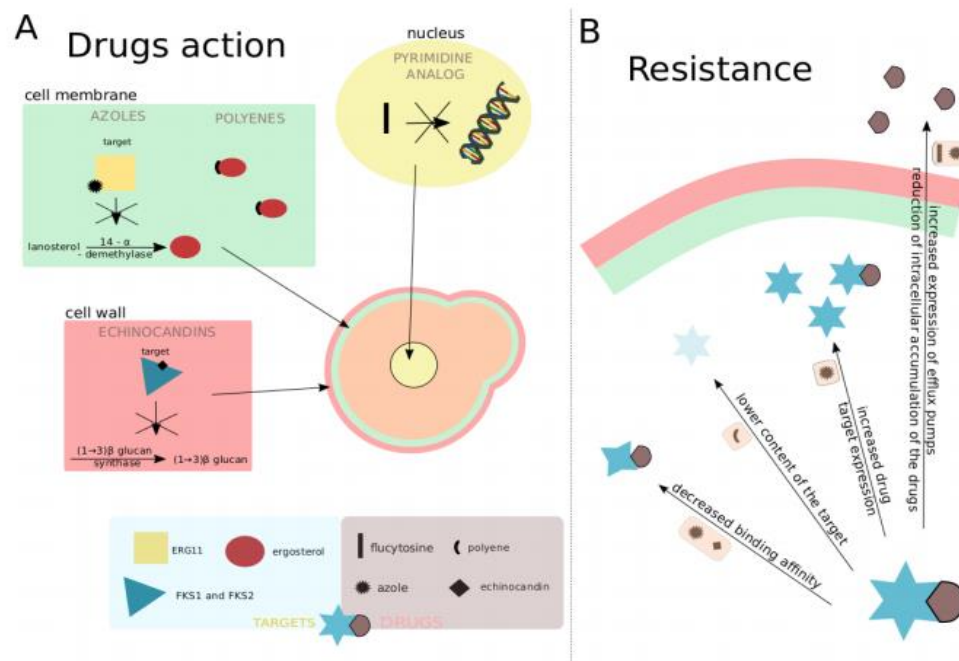 A
Drugs action
nucleus
PYRIMIDINE
ANALOG
cell membrane
AZOLES
POLYENES
target
lanosterol
14 - α
- demethylase
cell wall
ECHINOCANDINS
target
(1→3)β glucan
synthase
(1→3)β glucan
ERG11
ergosterol
FKS1 and FKS2
TARGETS
flucytosine
polyene
azole
echinocandin
DRUGS
B
Resistance
increased expression of efflux pumps
reduction of intracellular accumulation of the drugs
increased drug
target expression
lower content of the target
decreased binding affinity